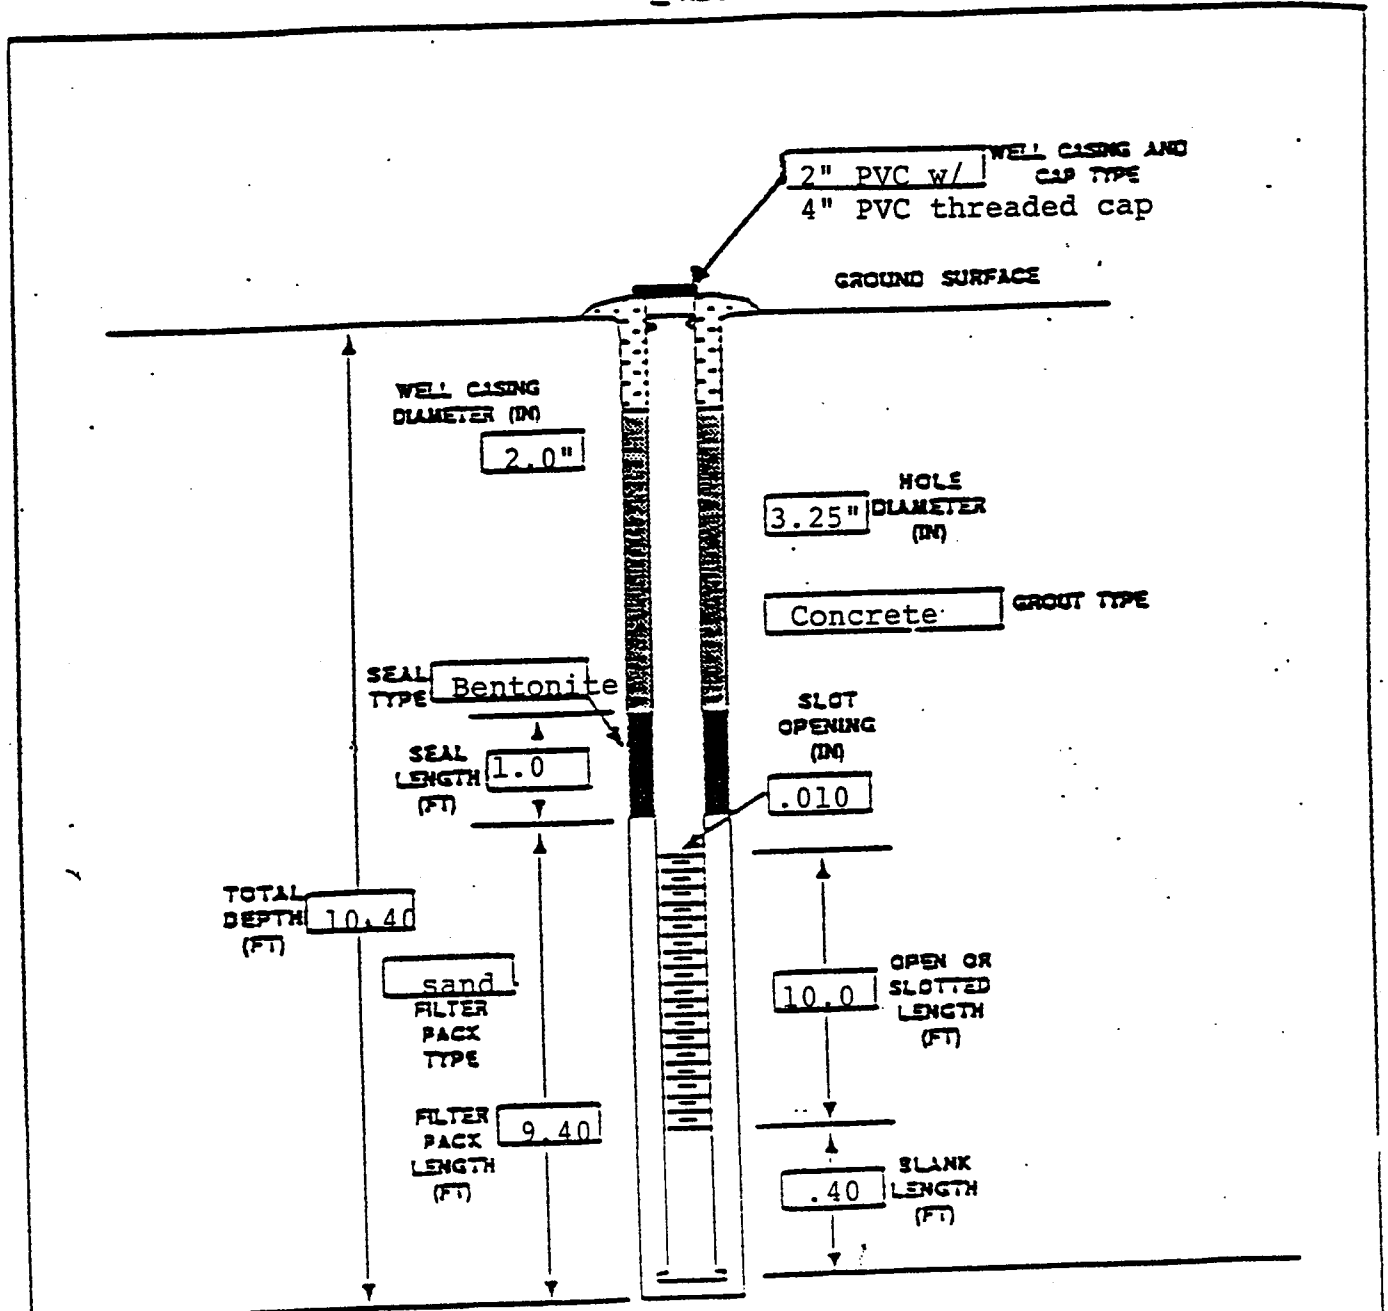 2" PVC w/ WELL CASING AND
CAP TYPE
4" PVC threaded cap
GROUND SURFACE
WELL CASING
DIAMETER (IN)
2.0"
HOLE
3.25" DIAMETER
(IN)
Concrete GROUT TYPE
SEAL
TYPE Bentonite
SLOT
OPENING
(IN)
.010
SEAL
LENGTH 1.0
(FT)
TOTAL
DEPTH 10.40
(FT)
sand
FILTER
PACK
TYPE
OPEN OR
10.0 SLOTTED
LENGTH
(FT)
FILTER
PACK 9.40
LENGTH
(FT)
BLANK
.40 LENGTH
(FT)